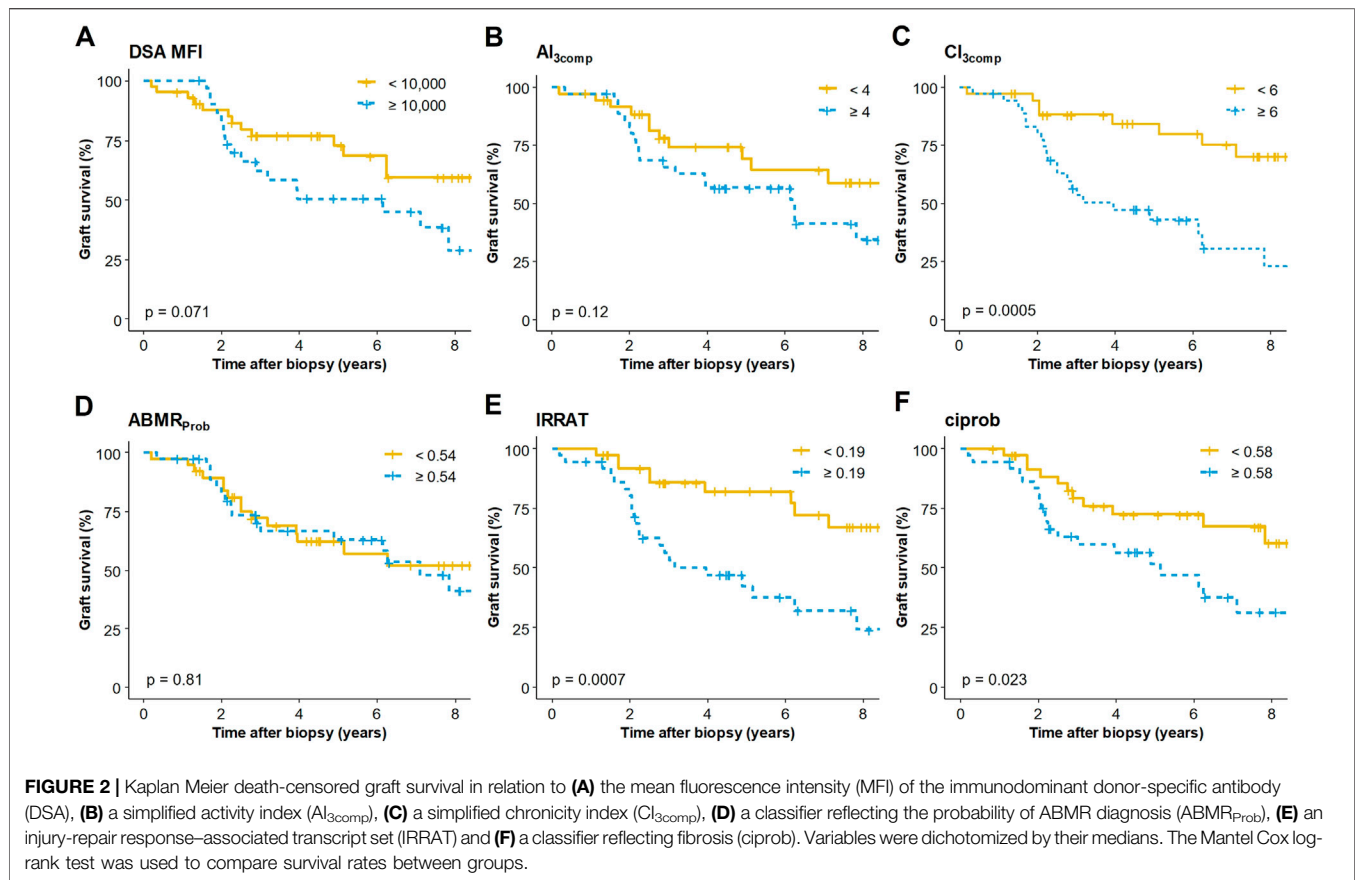 A
DSA MFI
< 10,000
≥ 10,000
Graft survival (%)
100
75
50
25
0
p = 0.071
0 2 4 6 8
Time after biopsy (years)
B
AI3comp
< 4
≥ 4
Graft survival (%)
100
75
50
25
0
p = 0.12
0 2 4 6 8
Time after biopsy (years)
C
CI3comp
< 6
≥ 6
Graft survival (%)
100
75
50
25
0
p = 0.0005
0 2 4 6 8
Time after biopsy (years)
D
ABMRProb
< 0.54
≥ 0.54
Graft survival (%)
100
75
50
25
0
p = 0.81
0 2 4 6 8
Time after biopsy (years)
E
IRRAT
< 0.19
≥ 0.19
Graft survival (%)
100
75
50
25
0
p = 0.0007
0 2 4 6 8
Time after biopsy (years)
F
ciprob
< 0.58
≥ 0.58
Graft survival (%)
100
75
50
25
0
p = 0.023
0 2 4 6 8
Time after biopsy (years)
FIGURE 2 | Kaplan Meier death-censored graft survival in relation to (A) the mean fluorescence intensity (MFI) of the immunodominant donor-specific antibody
(DSA), (B) a simplified activity index (AI3comp), (C) a simplified chronicity index (CI3comp), (D) a classifier reflecting the probability of ABMR diagnosis (ABMRProb), (E) an
injury-repair response–associated transcript set (IRRAT) and (F) a classifier reflecting fibrosis (ciprob). Variables were dichotomized by their medians. The Mantel Cox log-
rank test was used to compare survival rates between groups.